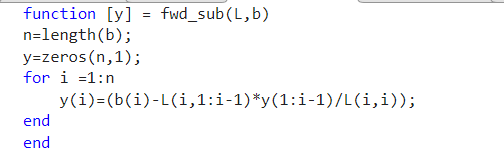 function [y] = fwd_sub(L,b)
n=length(b);
y=zeros(n,1);
for i =1:n
    y(i)=(b(i)-L(i,1:i-1)*y(1:i-1)/L(i,i));
end
end